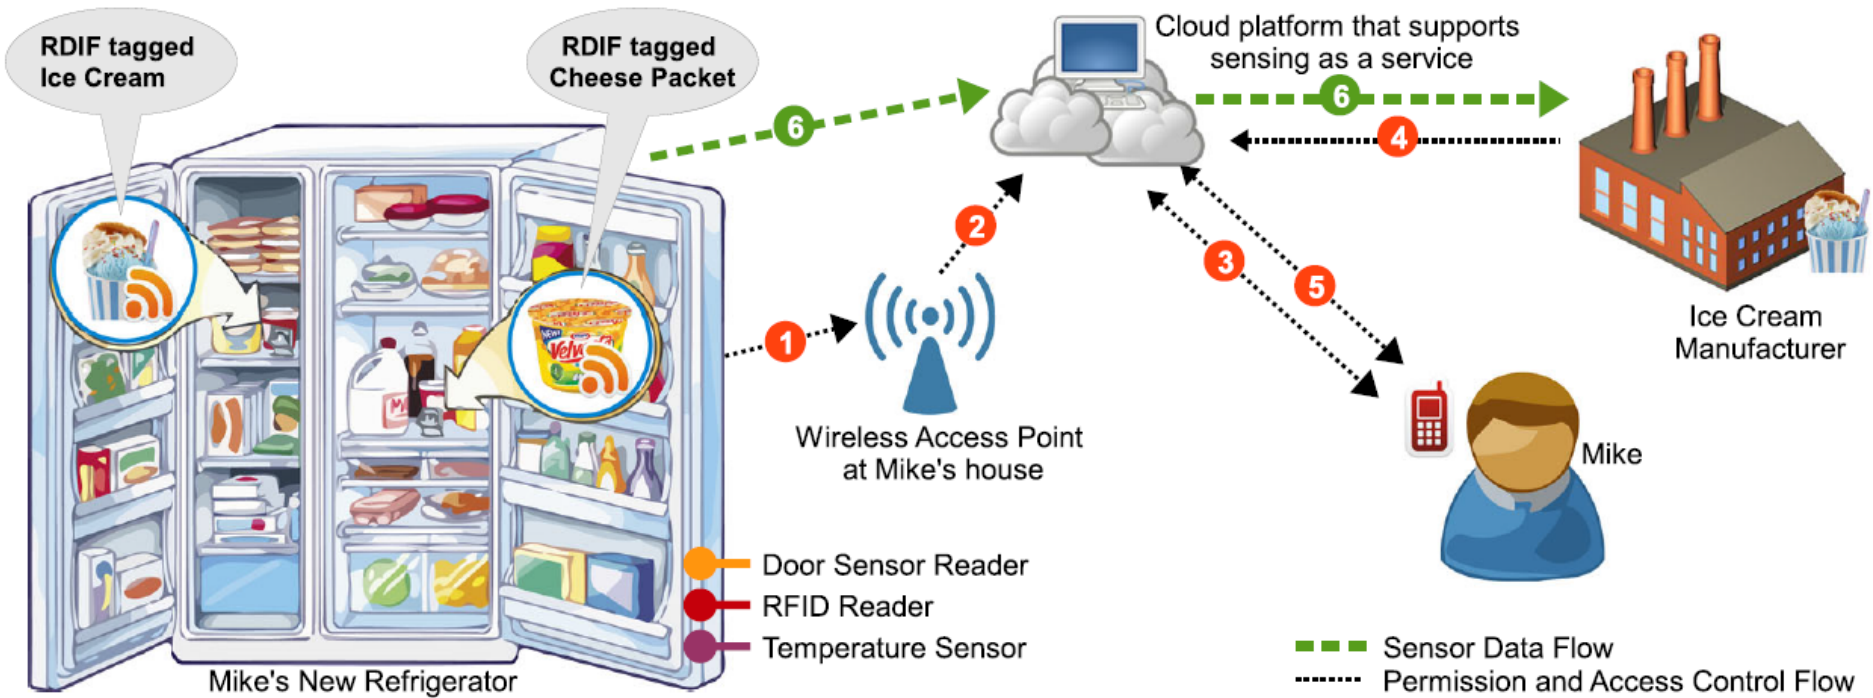 RDIF tagged
Ice Cream
RDIF tagged
Cheese Packet
Cloud platform that supports
sensing as a service
6
6
4
2
3
5
1
NEW!
Ice Cream
Manufacturer
Wireless Access Point
at Mike's house
Mike
Door Sensor Reader
RFID Reader
Temperature Sensor
Mike's New Refrigerator
Sensor Data Flow
Permission and Access Control Flow